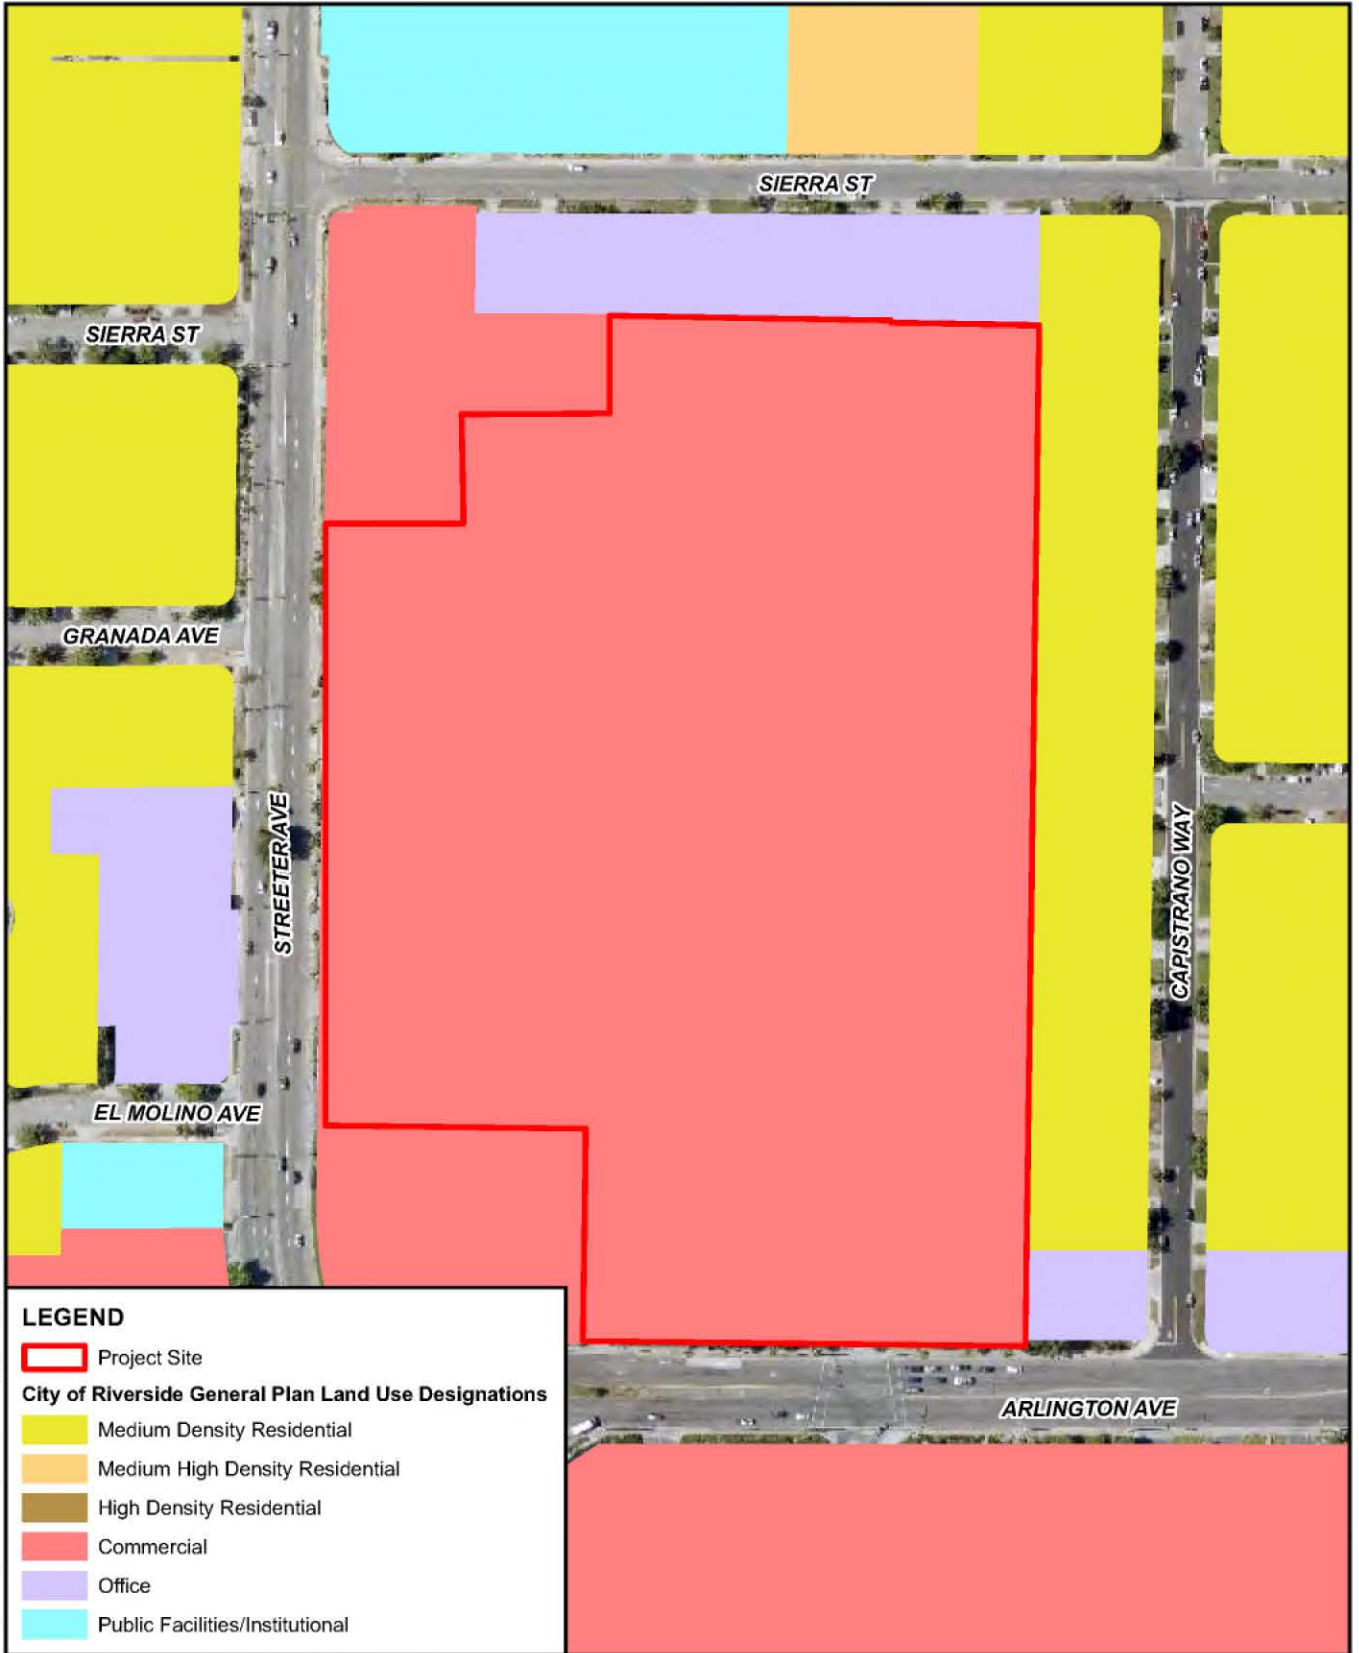 SIERRA ST
SIERRA ST
GRANADA AVE
STREETER AVE
CAPISTRANO WAY
EL MOLINO AVE
ARLINGTON AVE
LEGEND
Project Site
City of Riverside General Plan Land Use Designations
Medium Density Residential
Medium High Density Residential
High Density Residential
Commercial
Office
Public Facilities/Institutional